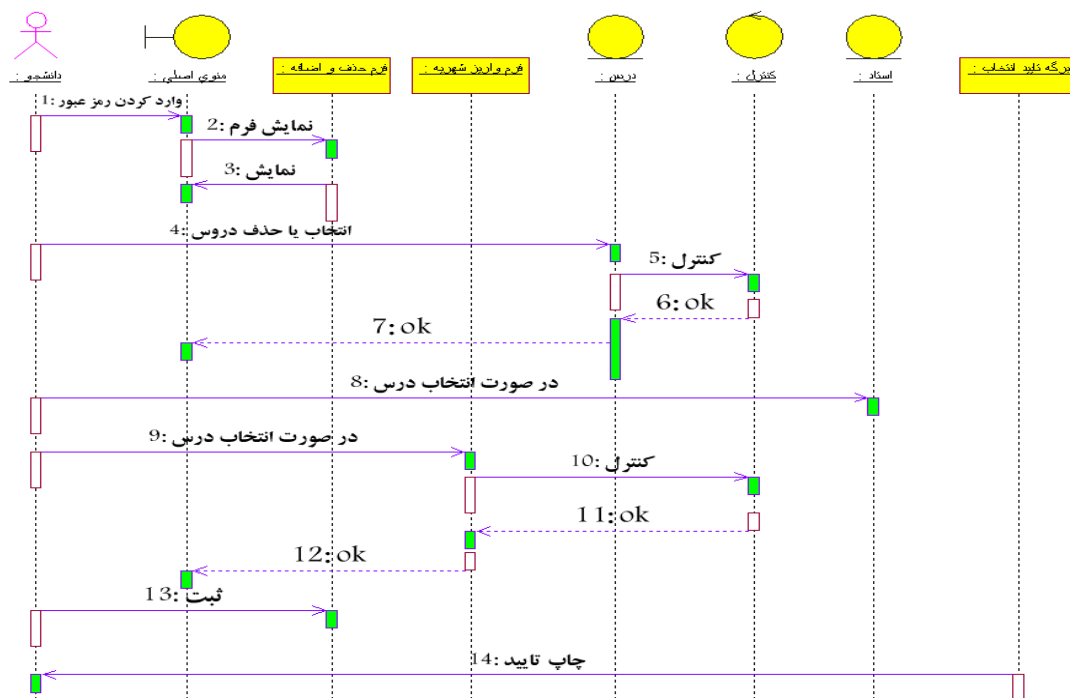 دانشجو :
منوی اصلی :
فرم حذف و اضافه :
فرم واریز شهریه :
درس :
کنترل :
استاد :
برگه تایید انتخاب :
1: وارد کردن رمز عبور
2: نمایش فرم
3: نمایش
4: انتخاب یا حذف دروس
5: کنترل
6: ok
7: ok
8: در صورت انتخاب درس
9: در صورت انتخاب درس
10: کنترل
11: ok
12: ok
13: ثبت
14: چاپ تایید